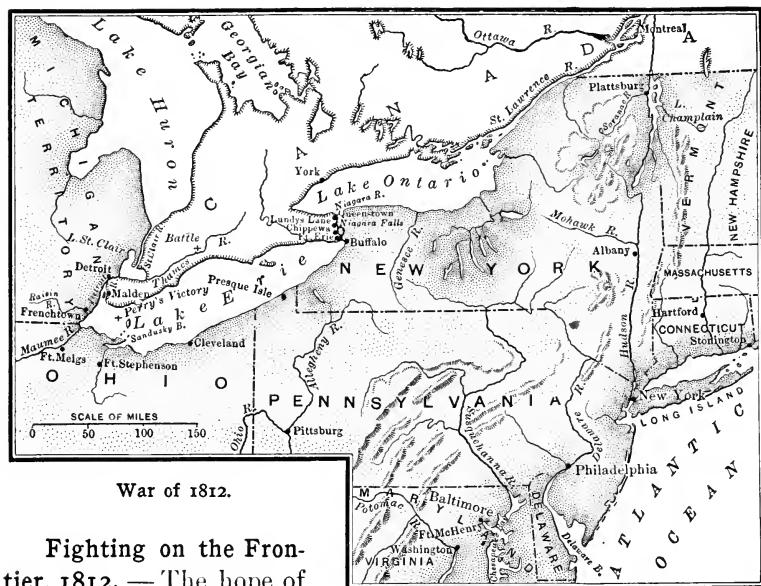 Ottawa R.
Montreal
Georgian
Bay
Lake Huron
MICHIGAN
TERRITORY
CANADA
St. Lawrence R.
Plattsburg
Saranac R.
L.
Champlain
VERMONT
NEW HAMPSHIRE
York
Lake Ontario
Niagara R.
Queenstown
Lundys Lane
Niagara Falls
Chippewa
Ft. Erie
Buffalo
Genesee R.
Mohawk R.
Albany
NEW YORK
MASSACHUSETTS
L. St. Clair
St. Clair R.
Battle
Thames R.
Detroit
Malden
Perry's Victory
Presque Isle
Lake Erie
Raisin
R.
Frenchtown
Sandusky B.
Maumee R.
Ft. Meigs
Ft. Stephenson
Cleveland
OHIO
Allegheny R.
Hudson R.
Hartford
CONNECTICUT
Stonington
New York
LONG ISLAND
PENNSYLVANIA
SCALE OF MILES
0 50 100 150
Ohio R.
Pittsburg
Susquehanna R.
Delaware R.
Philadelphia
ATLANTIC
OCEAN
MARYLAND
Baltimore
Potomac R.
Ft. McHenry
Washington
VIRGINIA
DELAWARE
Delaware B.
War of 1812.
Fighting on the Fron-
tier, 1812. — The hope of